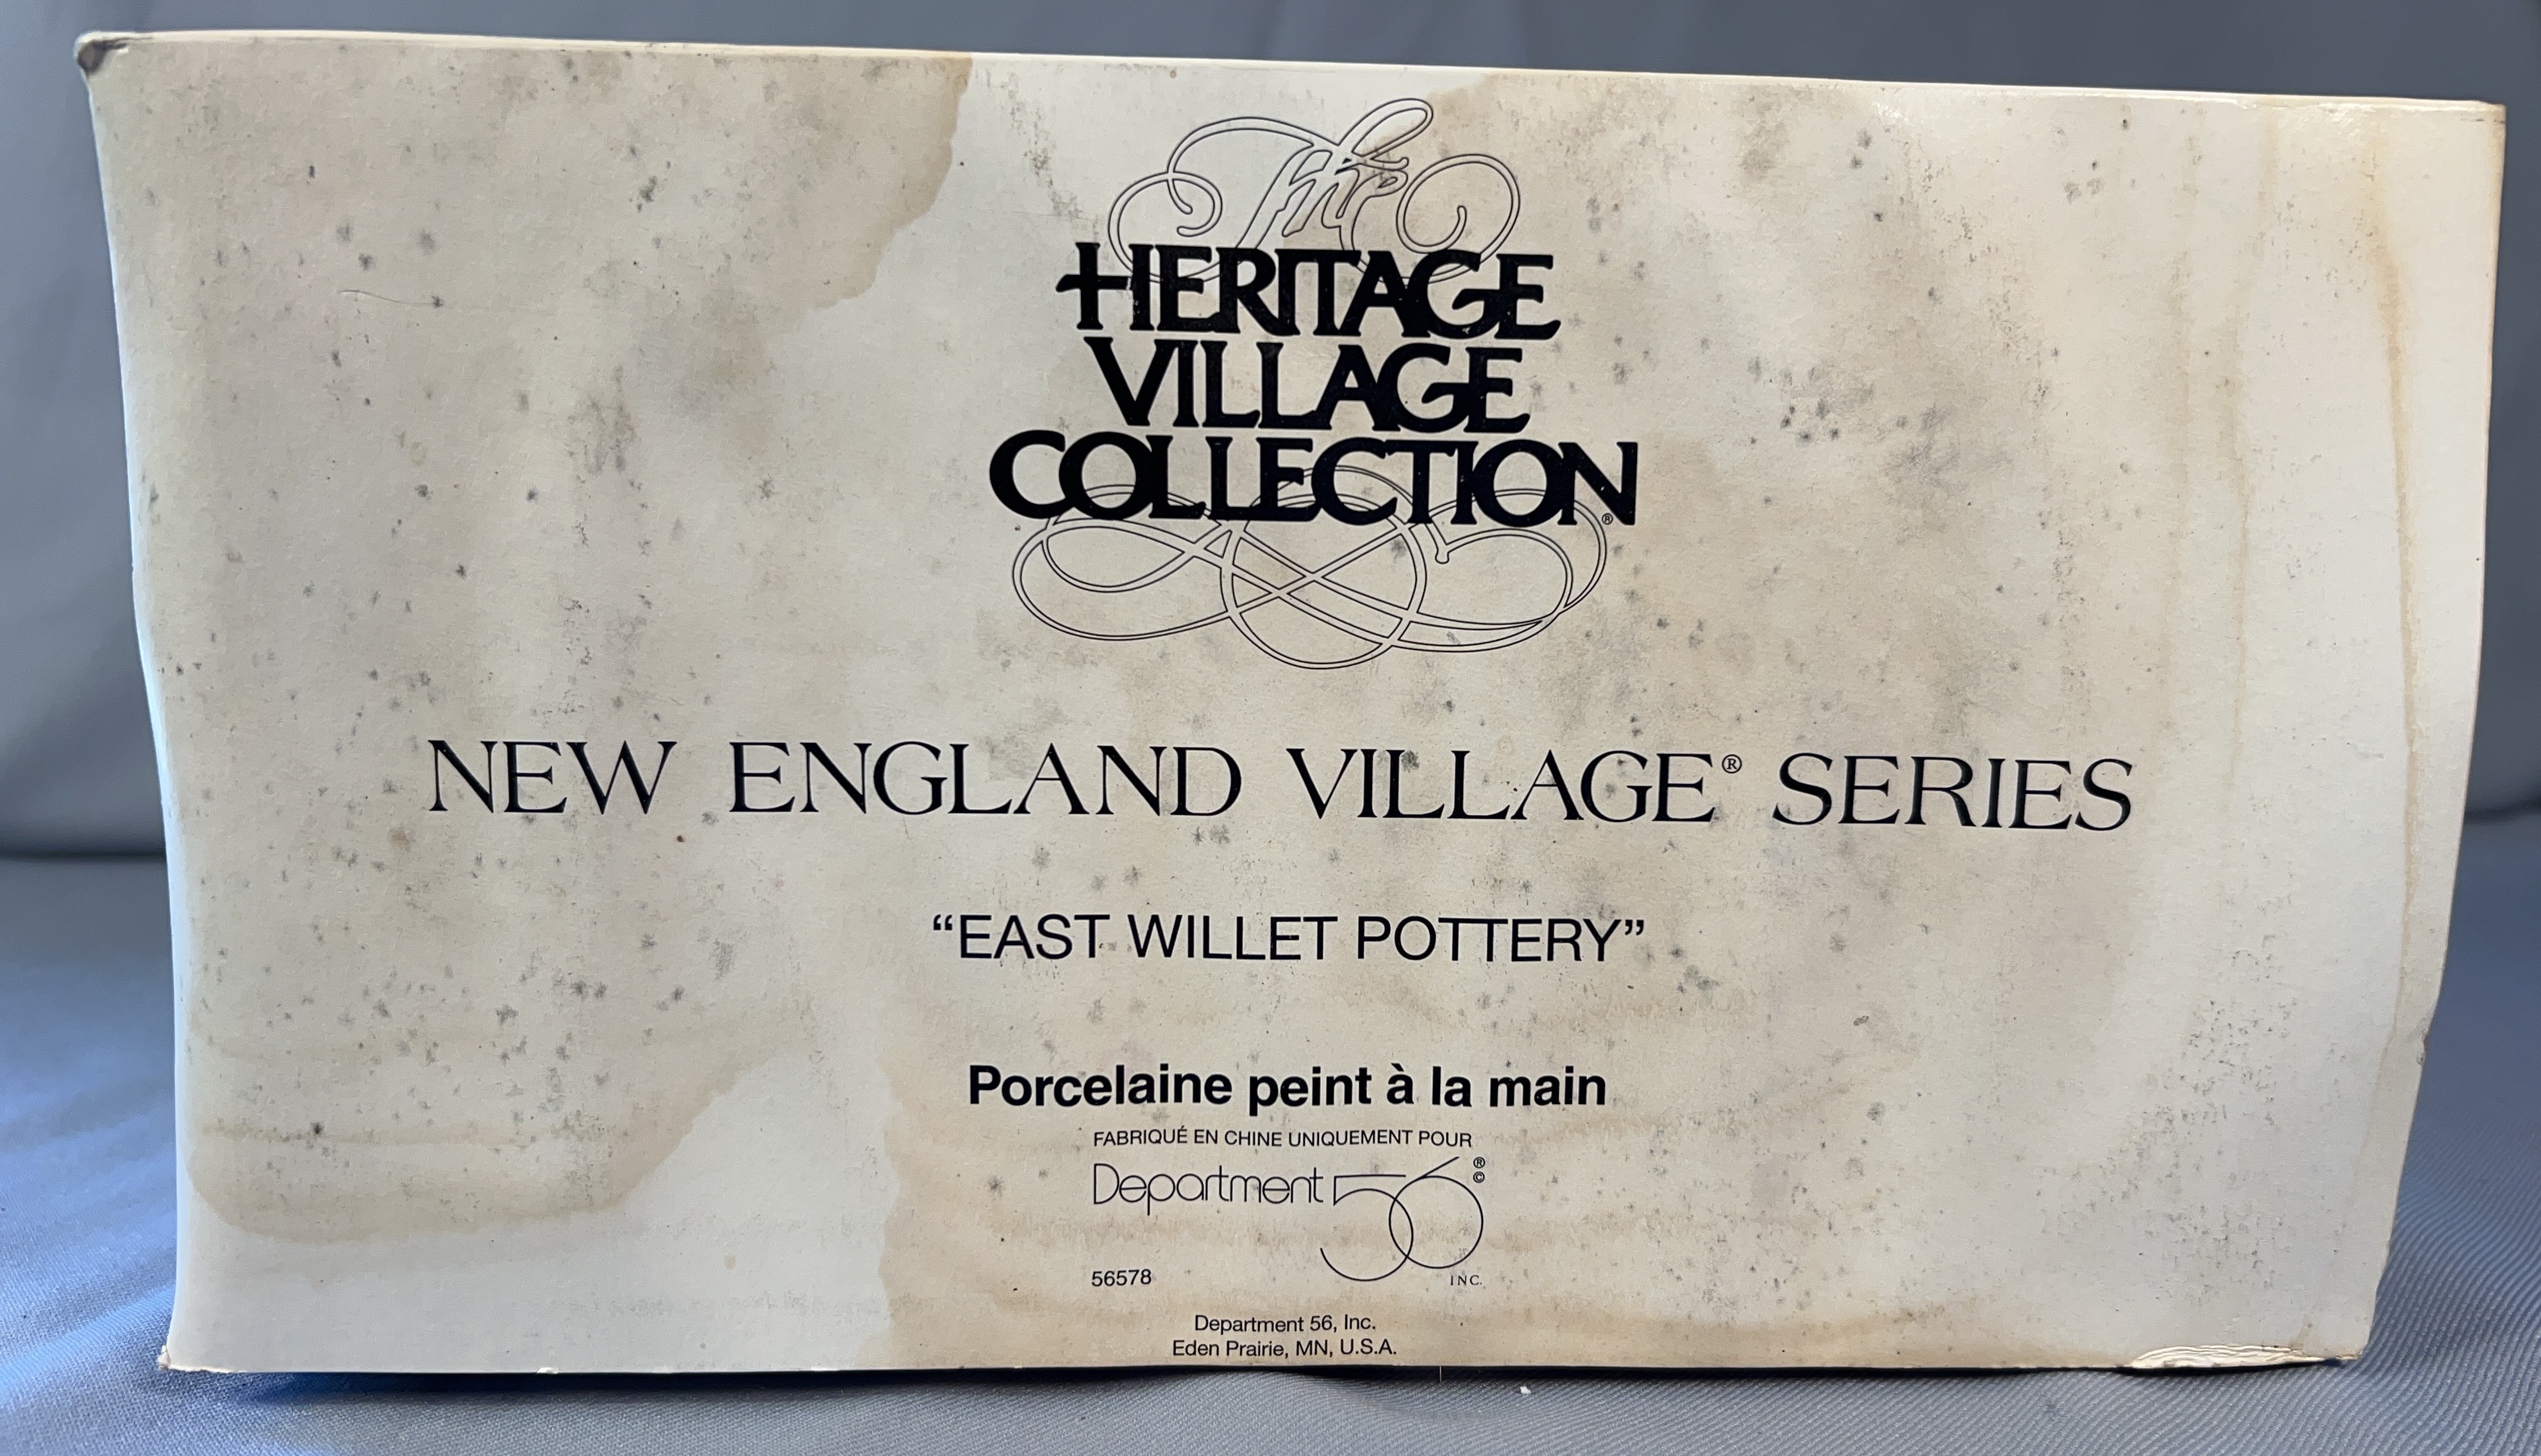 The
HERITAGE
VILLAGE
COLLECTION®
NEW ENGLAND VILLAGE® SERIES
“EAST WILLET POTTERY”
Porcelaine peint à la main
FABRIQUÉ EN CHINE UNIQUEMENT POUR
Department 56®©
56578 INC.
Department 56, Inc.
Eden Prairie, MN, U.S.A.